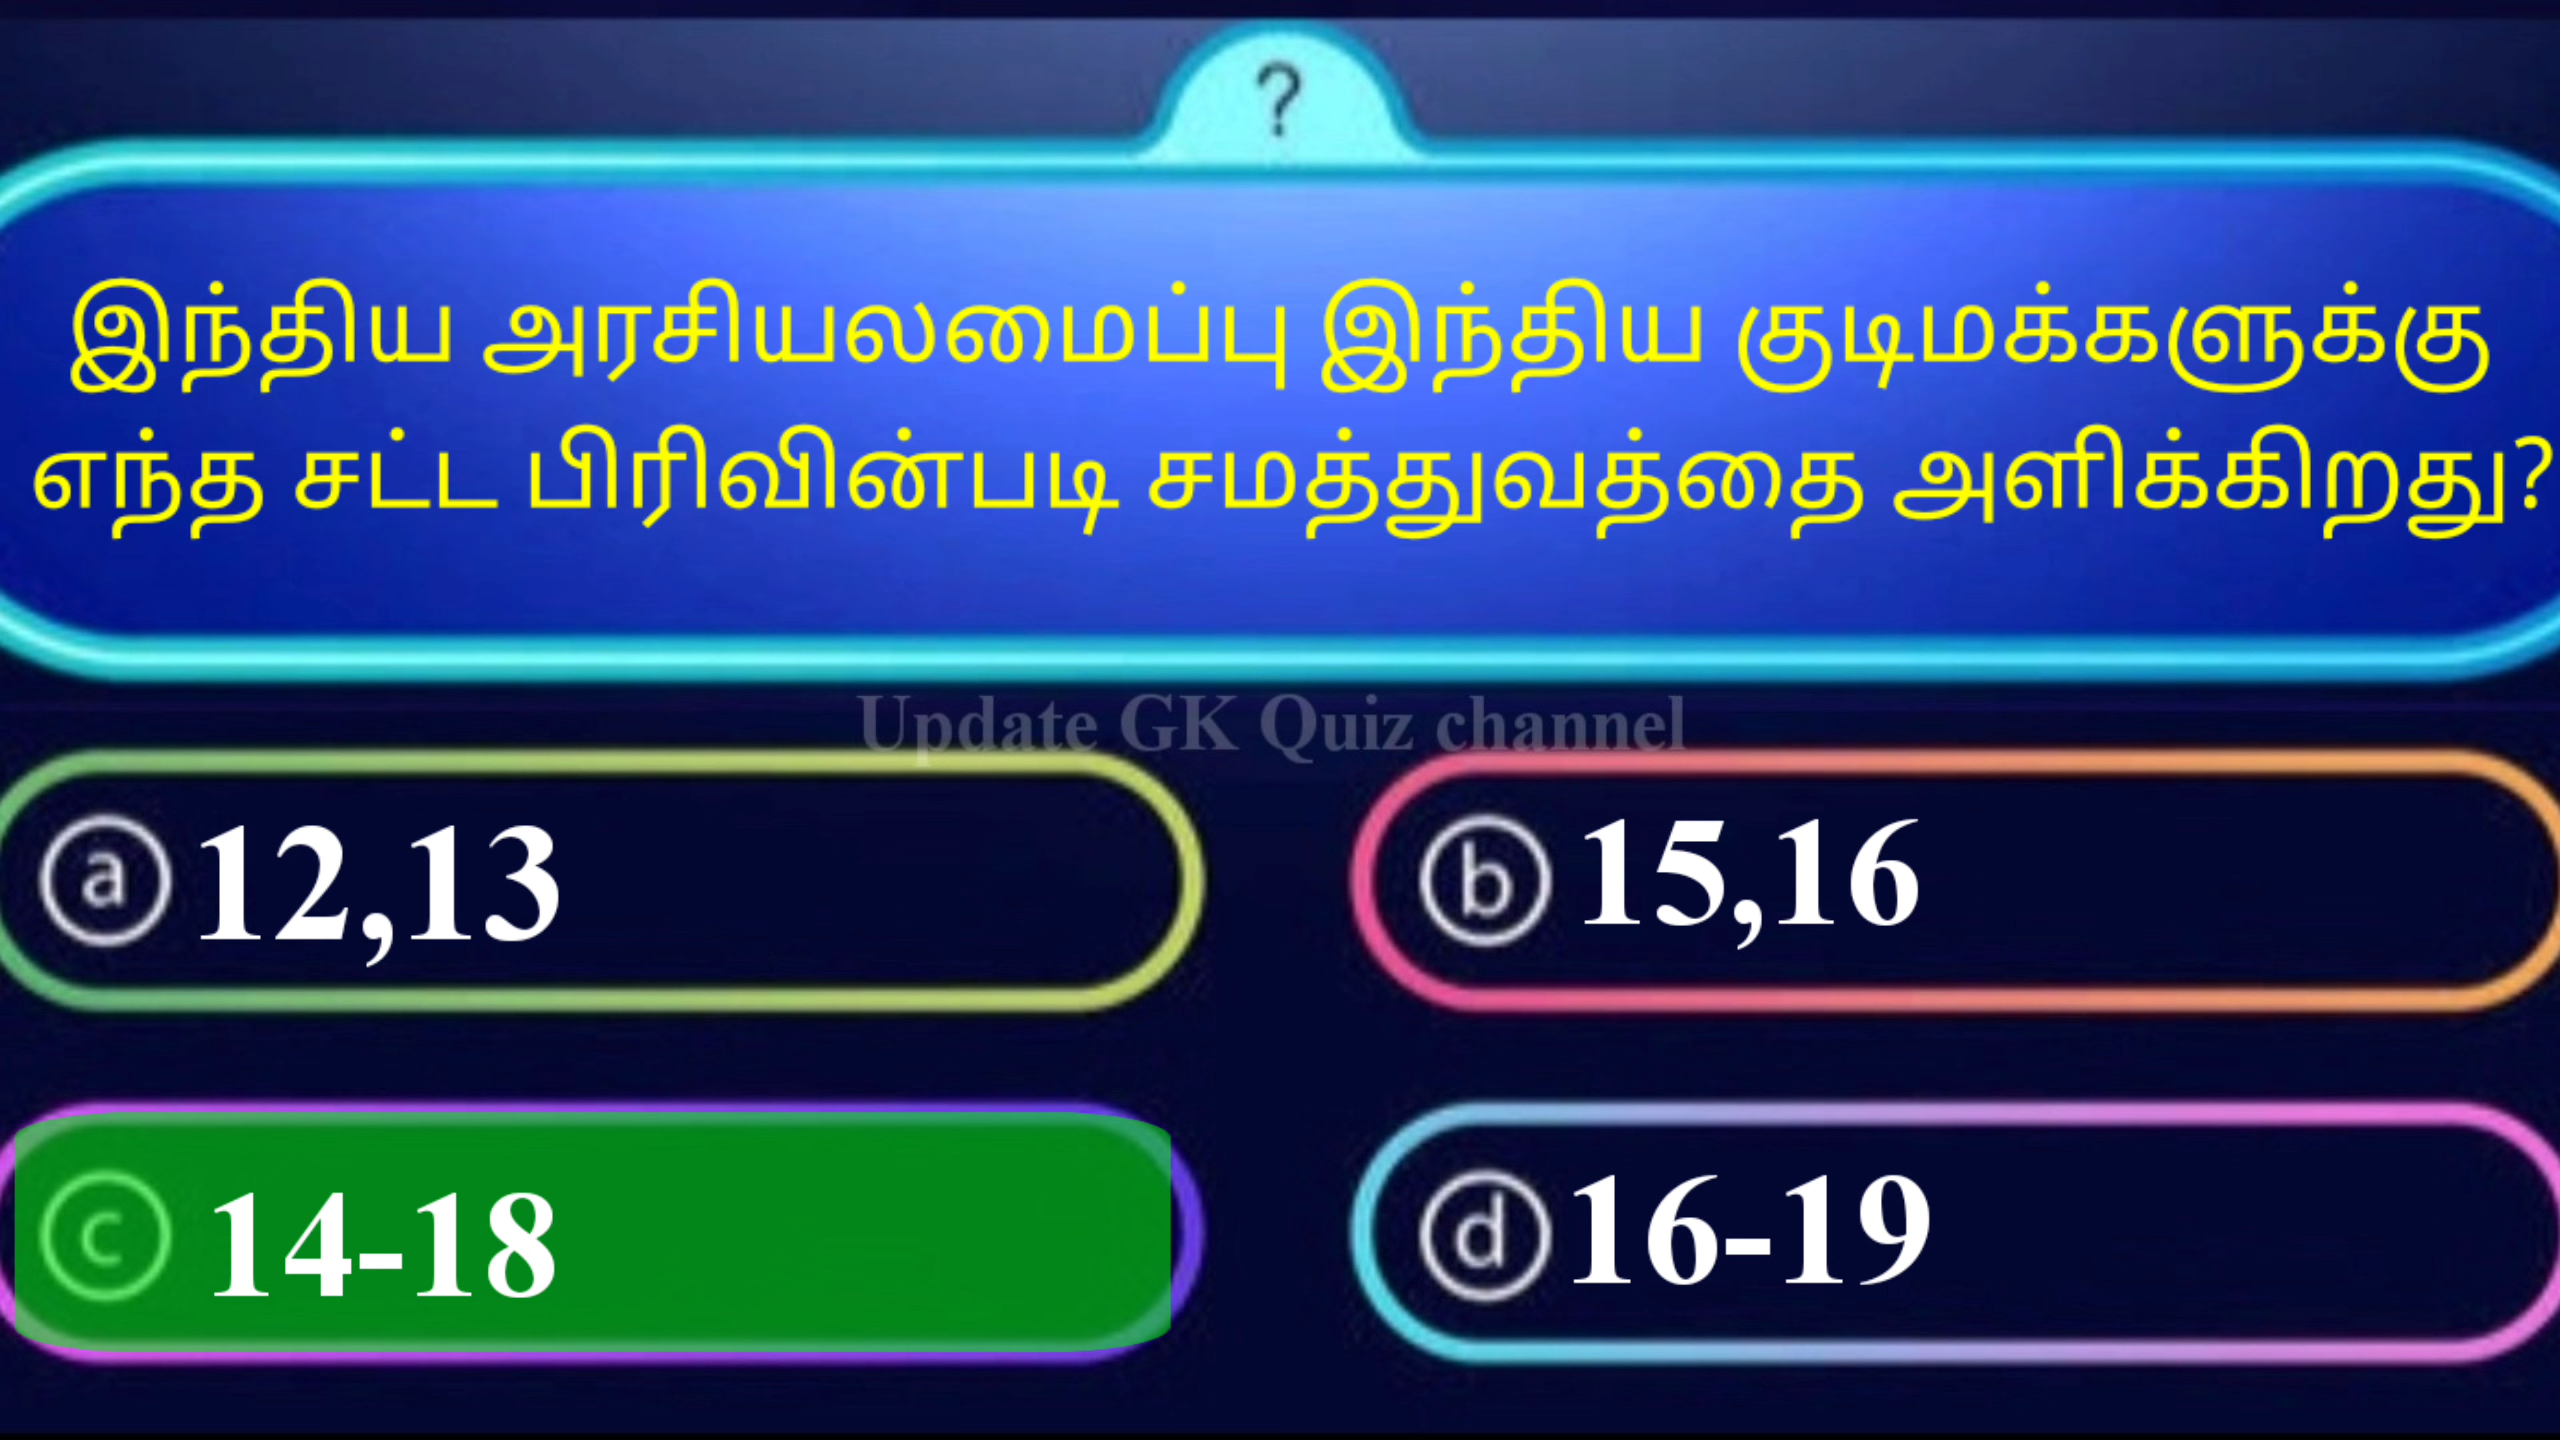 ?
இந்திய அரசியலமைப்பு இந்திய குடிமக்களுக்கு
எந்த சட்ட பிரிவின்படி சமத்துவத்தை அளிக்கிறது?
Update GK Quiz channel
a 12,13
b 15,16
c 14-18
d 16-19